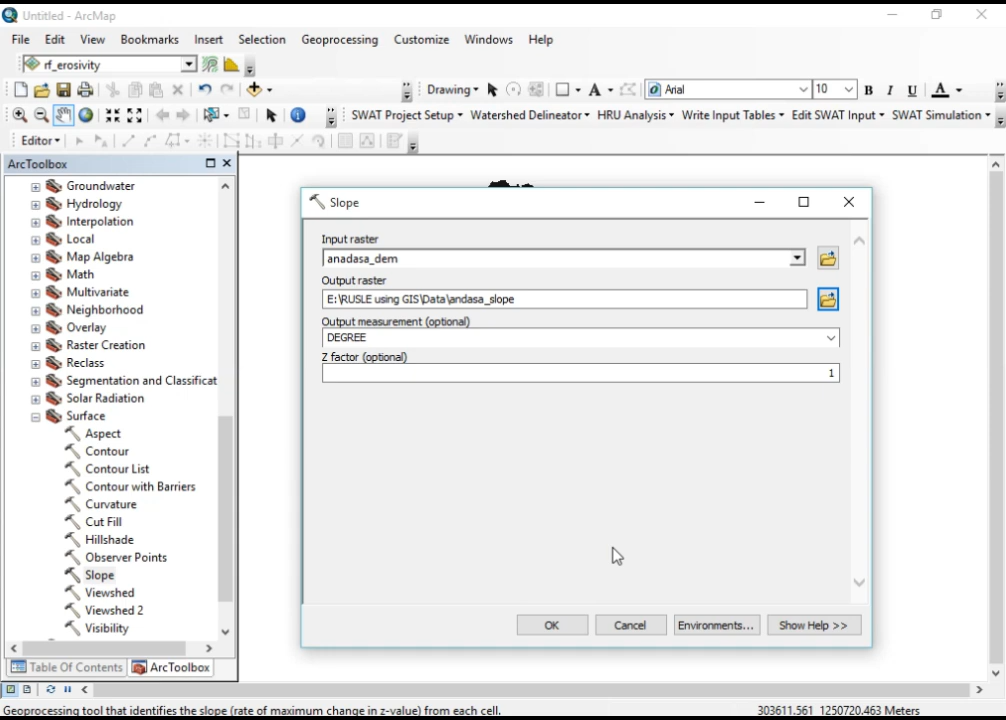 Untitled - ArcMap
File Edit View Bookmarks Insert Selection Geoprocessing Customize Windows Help
rf_erosivity
Drawing Arial 10 B I U A
SWAT Project Setup Watershed Delineator HRU Analysis Write Input Tables Edit SWAT Input SWAT Simulation
Editor
ArcToolbox
Groundwater
Hydrology
Interpolation
Local
Map Algebra
Math
Multivariate
Neighborhood
Overlay
Raster Creation
Reclass
Segmentation and Classificat
Solar Radiation
Surface
Aspect
Contour
Contour List
Contour with Barriers
Curvature
Cut Fill
Hillshade
Observer Points
Slope
Viewshed
Viewshed 2
Visibility
Table Of Contents ArcToolbox
Slope
Input raster
anadasa_dem
Output raster
E:\RUSLE using GIS\Data\andasa_slope
Output measurement (optional)
DEGREE
Z factor (optional)
1
OK Cancel Environments... Show Help >>
Geoprocessing tool that identifies the slope (rate of maximum change in z-value) from each cell.
303611.561 1250720.463 Meters